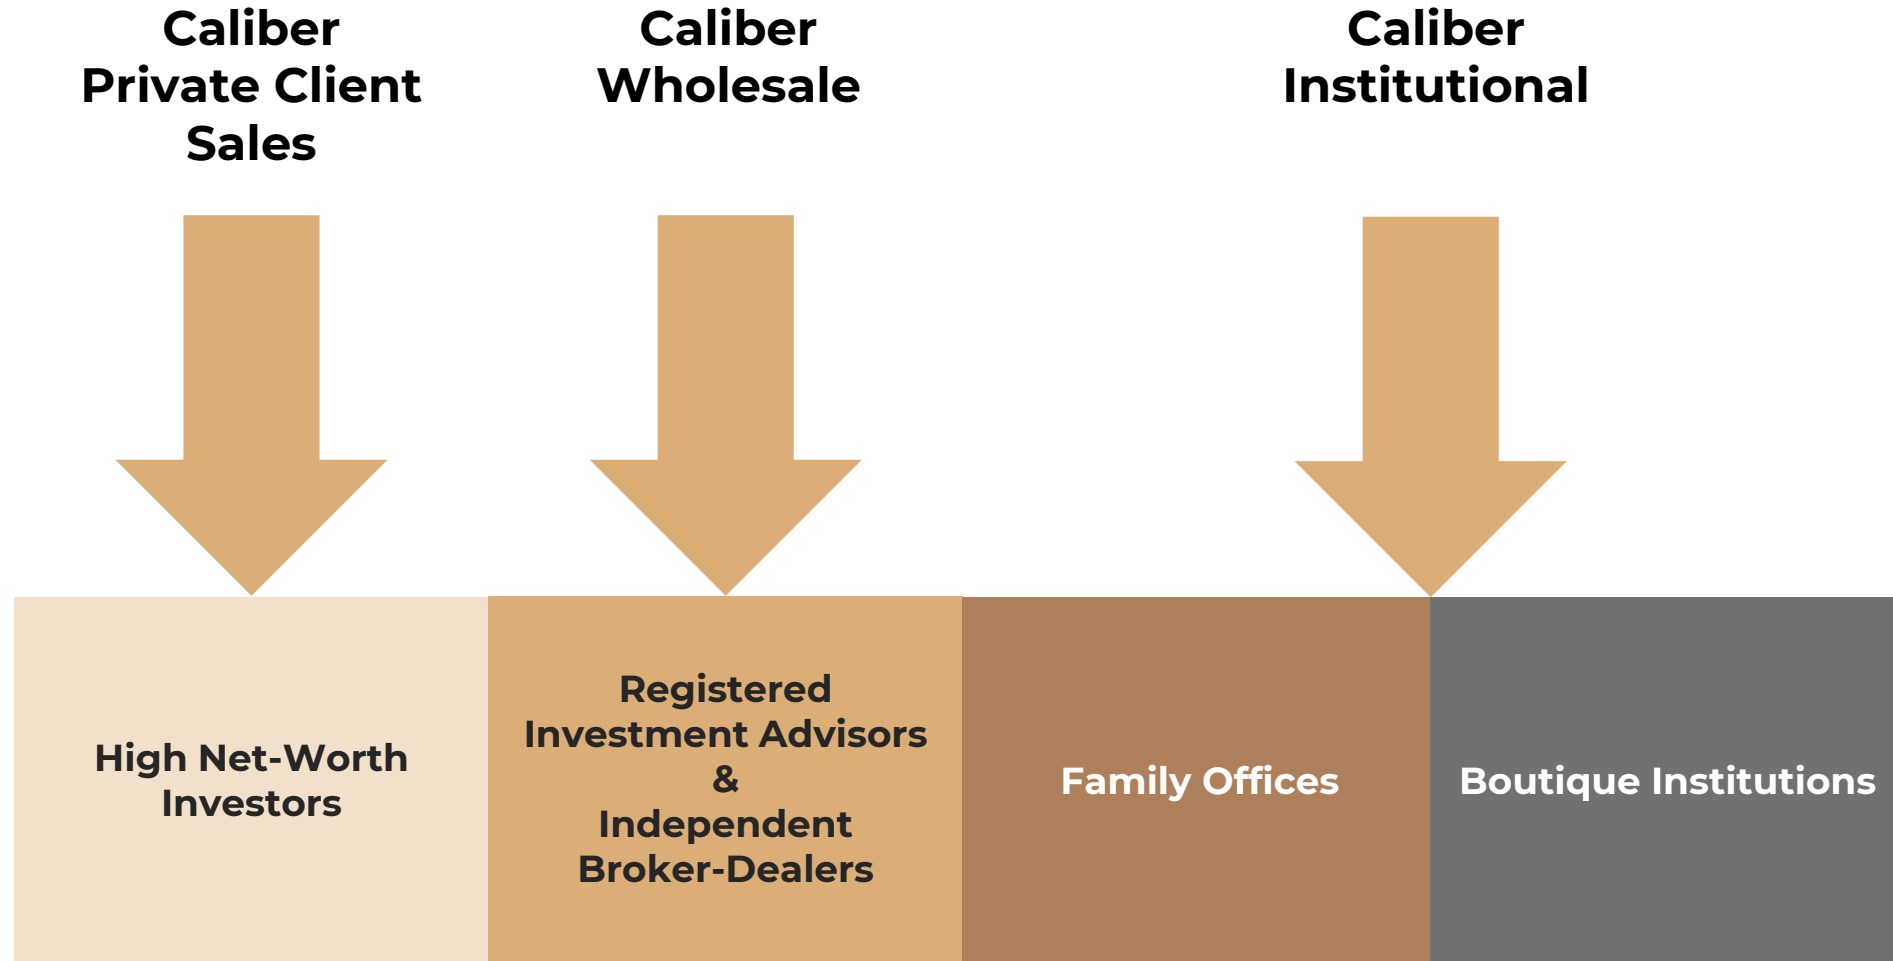 Caliber
Private Client
Sales
Caliber
Wholesale
Caliber
Institutional
High Net-Worth
Investors
Registered
Investment Advisors
&
Independent
Broker-Dealers
Family Offices
Boutique Institutions